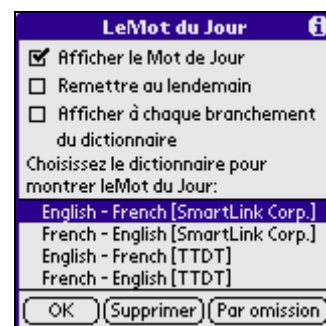 LeMot du Jour
Afficher le Mot de Jour
Remettre au lendemain
Afficher à chaque branchement
du dictionnaire
Choisissez le dictionnaire pour
montrer leMot du Jour:
English - French [SmartLink Corp.]
French - English [SmartLink Corp.]
English - French [TTDT]
French - English [TTDT]
OK Supprimer Par omission